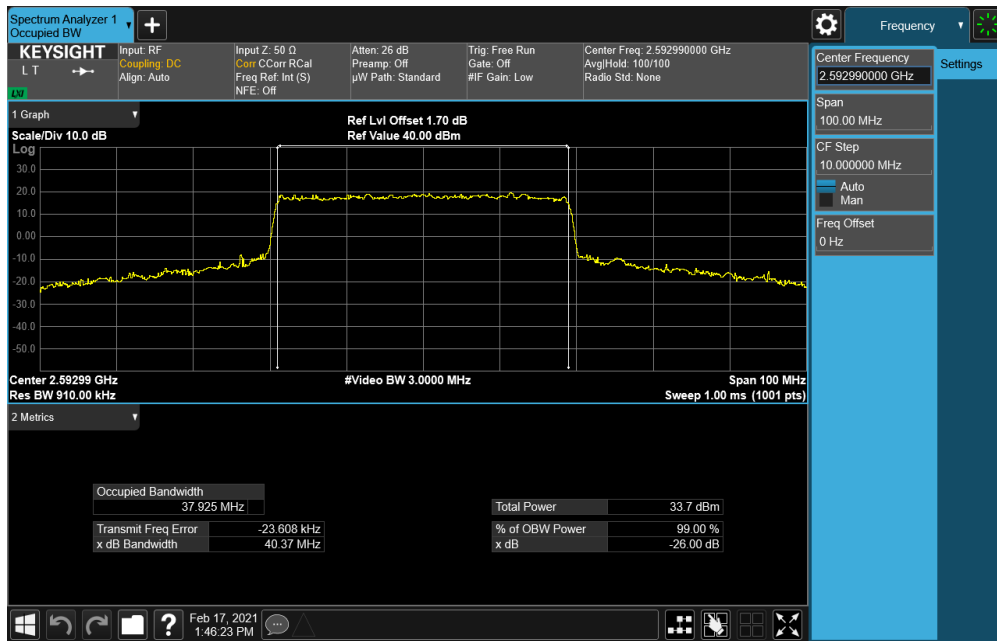 Spectrum Analyzer 1
Occupied BW
Frequency
KEYSIGHT
L T
LXI
Input: RF
Coupling: DC
Align: Auto
Input Z: 50 Ω
Corr CCorr RCal
Freq Ref: Int (S)
NFE: Off
Atten: 26 dB
Preamp: Off
µW Path: Standard
Trig: Free Run
Gate: Off
#IF Gain: Low
Center Freq: 2.592990000 GHz
Avg|Hold: 100/100
Radio Std: None
Center Frequency
2.592990000 GHz
Settings
Span
100.00 MHz
CF Step
10.000000 MHz
Auto
Man
Freq Offset
0 Hz
1 Graph
Scale/Div 10.0 dB
Ref Lvl Offset 1.70 dB
Ref Value 40.00 dBm
Log
30.0
20.0
10.0
0.00
-10.0
-20.0
-30.0
-40.0
-50.0
Center 2.59299 GHz
#Video BW 3.0000 MHz
Span 100 MHz
Res BW 910.00 kHz
Sweep 1.00 ms (1001 pts)
2 Metrics
Occupied Bandwidth
37.925 MHz
Total Power 33.7 dBm
Transmit Freq Error -23.608 kHz
% of OBW Power 99.00 %
x dB Bandwidth 40.37 MHz
x dB -26.00 dB
?
Feb 17, 2021
1:46:23 PM